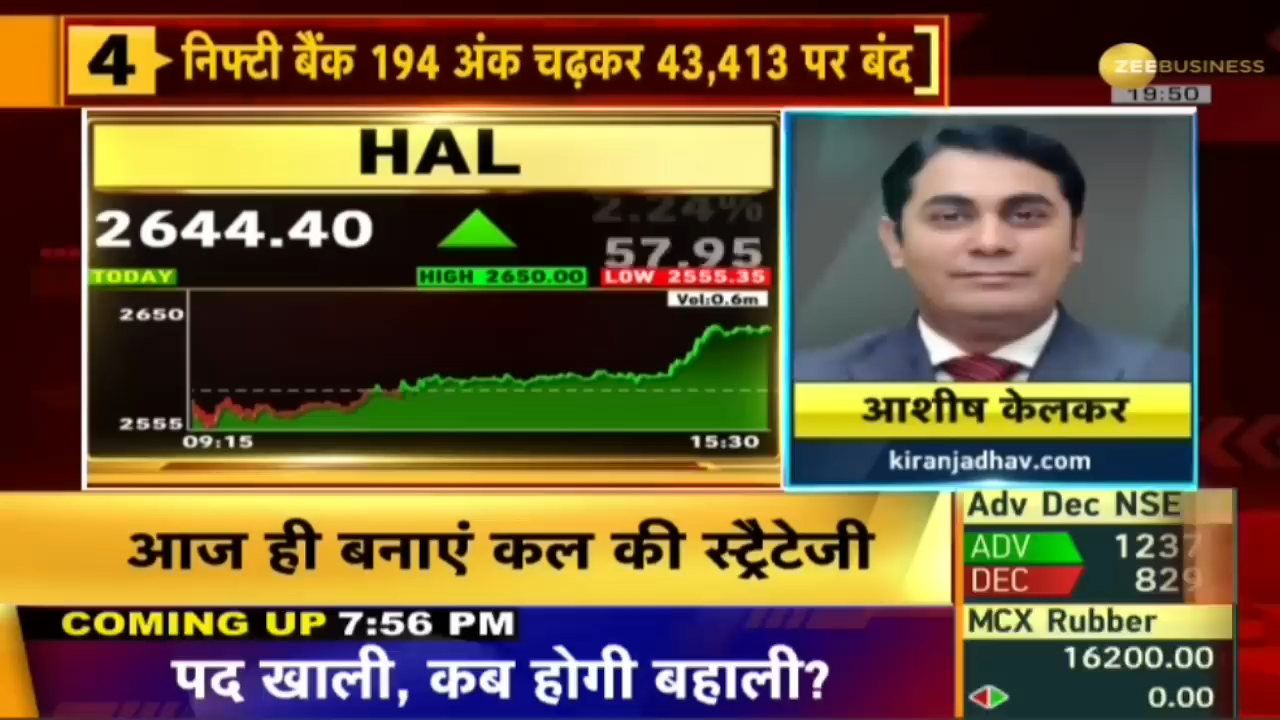 4 निफ्टी बैंक 194 अंक चढ़कर 43,413 पर बंद
ZEEBUSINESS
19:50
HAL
2644.40
2.24%
57.95
TODAY
HIGH 2650.00
LOW 2555.35
Vol:0.6m
2650
2555
09:15
15:30
आशीष केलकर
kiranjadhav.com
आज ही बनाएं कल की स्ट्रैटेजी
Adv Dec NSE
ADV 1237
DEC 829
COMING UP 7:56 PM
पद खाली, कब होगी बहाली?
MCX Rubber
16200.00
0.00